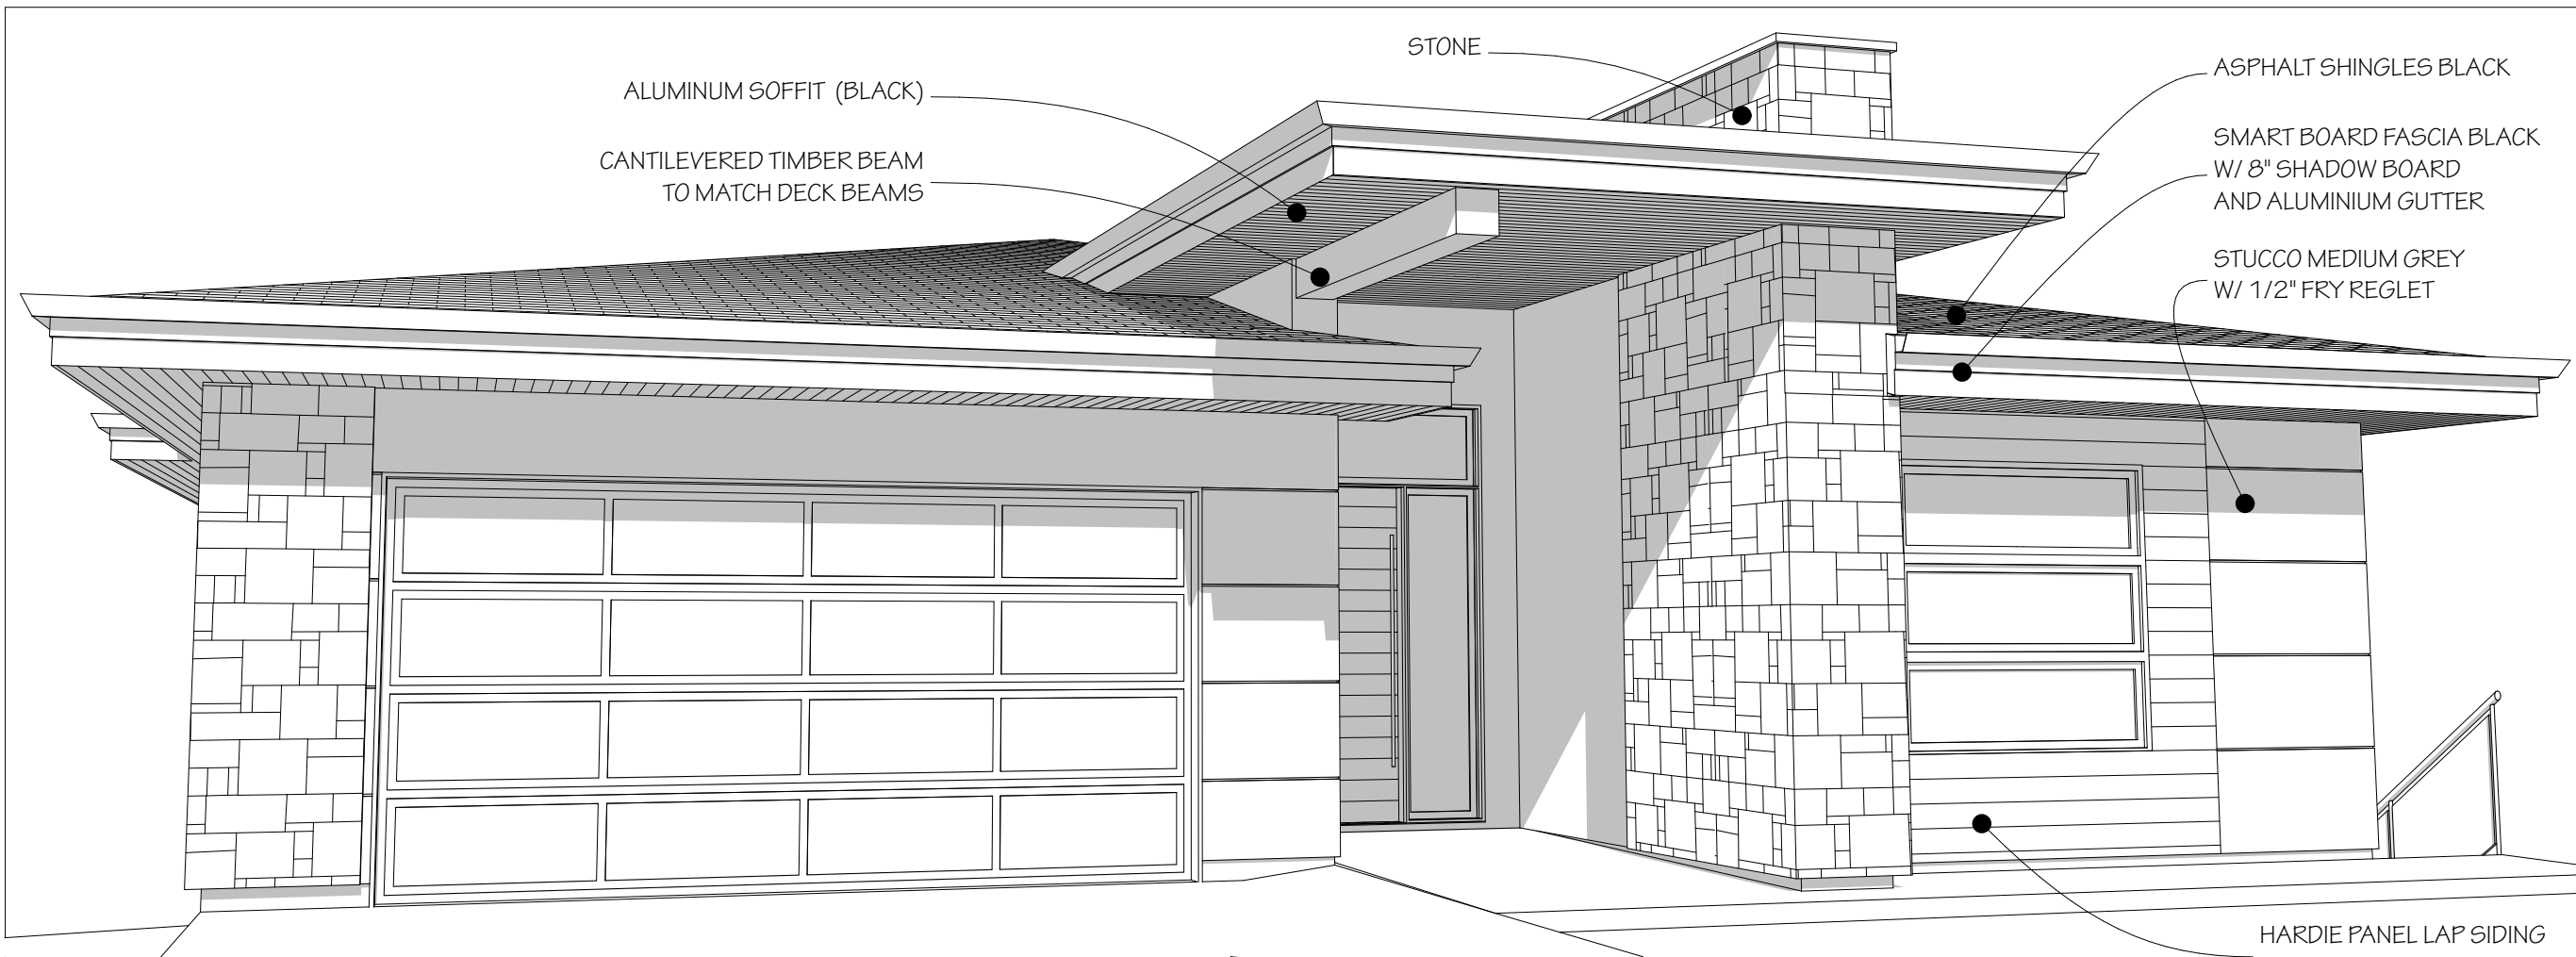 STONE
ALUMINUM SOFFIT (BLACK)
CANTILEVERED TIMBER BEAM
TO MATCH DECK BEAMS
ASPHALT SHINGLES BLACK
SMART BOARD FASCIA BLACK
W/ 8" SHADOW BOARD
AND ALUMINIUM GUTTER
STUCCO MEDIUM GREY
W/ 1/2" FRY REGLET
HARDIE PANEL LAP SIDING